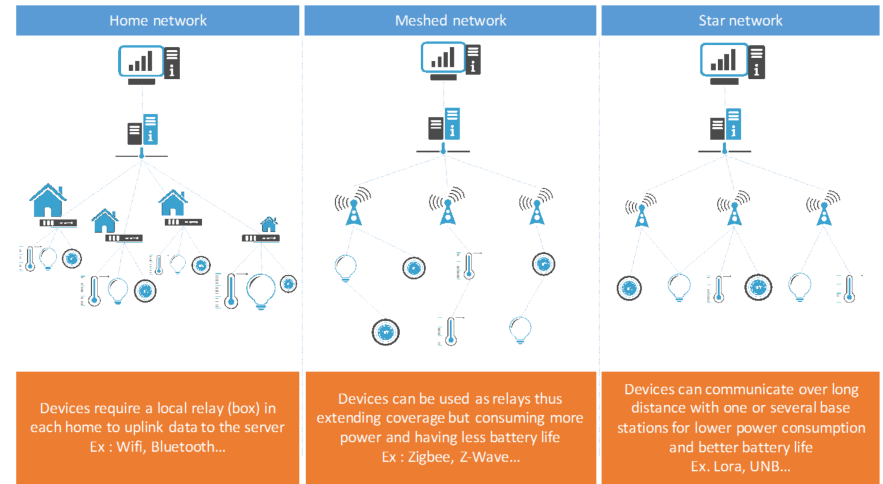 Home network
Meshed network
Star network
Devices require a local relay (box) in
each home to uplink data to the server
Ex : Wifi, Bluetooth…
Devices can be used as relays thus
extending coverage but consuming more
power and having less battery life
Ex : Zigbee, Z-Wave…
Devices can communicate over long
distance with one or several base
stations for lower power consumption
and better battery life
Ex. Lora, UNB…